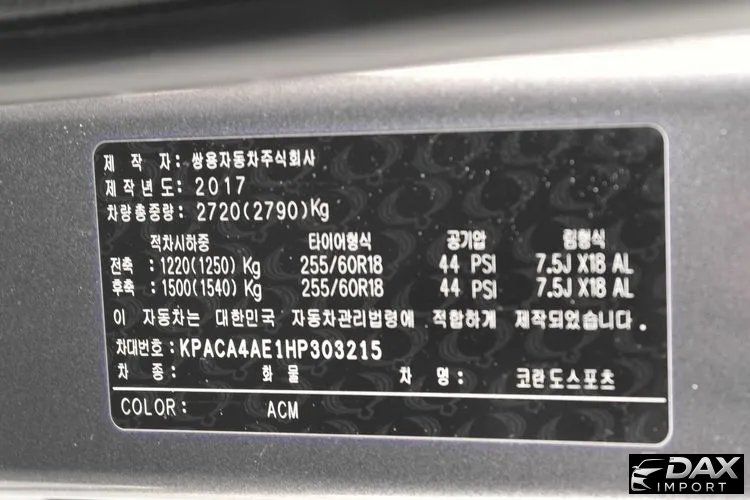 제 작 자: 쌍용자동차주식회사
제작년도: 2017
차량총중량: 2720(2790)Kg
적차시하중 타이어형식 공기압 림형식
전축: 1220(1250) Kg 255/60R18 44 PSI 7.5J X18 AL
후축: 1500(1540) Kg 255/60R18 44 PSI 7.5J X18 AL
이 자동차는 대한민국 자동차관리법령에 적합하게 제작되었습니다.
차대번호: KPACA4AE1HP303215
차 종: 화 물 차 명: 코란도스포츠
COLOR: ACM
DAX
IMPORT